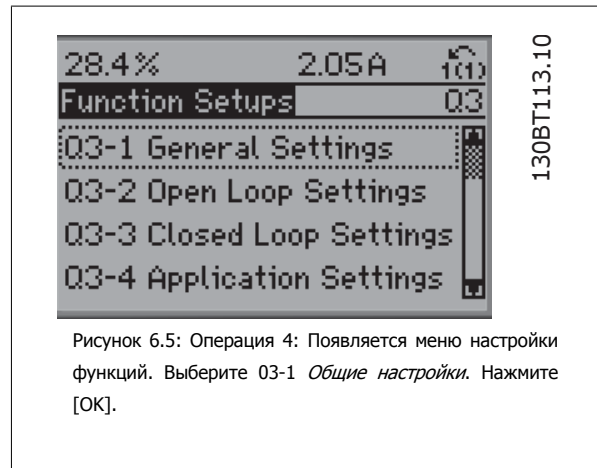 28.4%
2.05A
1(1)
Function Setups
Q3
Q3-1 General Settings
Q3-2 Open Loop Settings
Q3-3 Closed Loop Settings
Q3-4 Application Settings
130BT113.10
Рисунок 6.5: Операция 4: Появляется меню настройки
функций. Выберите 03-1 Общие настройки. Нажмите
[OK].